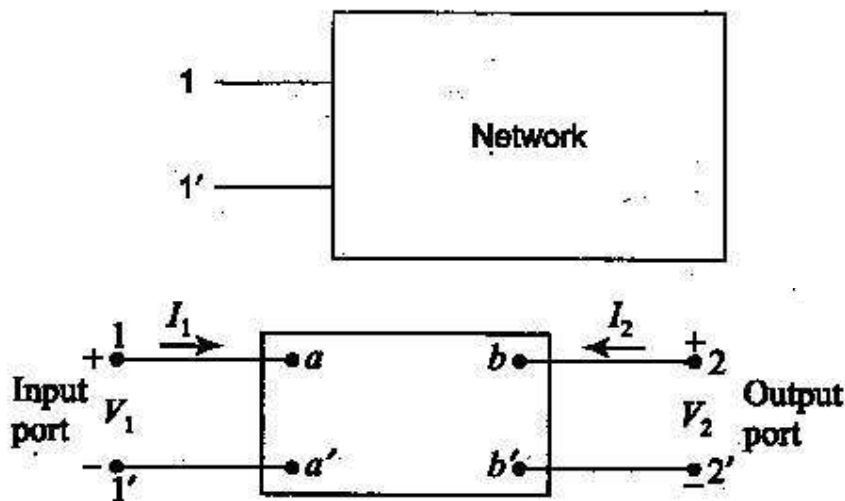 1
Network
1′
1 I₁ I₂ +
+ a b 2
Input V₁ V₂ Output
port port
− a′ b′ −
1′ 2′